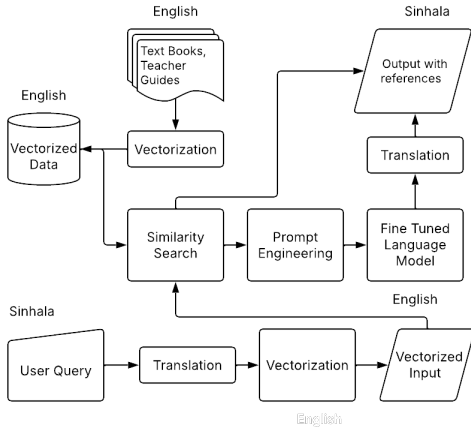 English
Sinhala
Text Books,
Teacher
Guides
Output with
references
English
Vectorized
Data
Vectorization
Translation
Similarity
Search
Prompt
Engineering
Fine Tuned
Language
Model
English
Sinhala
User Query
Translation
Vectorization
Vectorized
Input
English